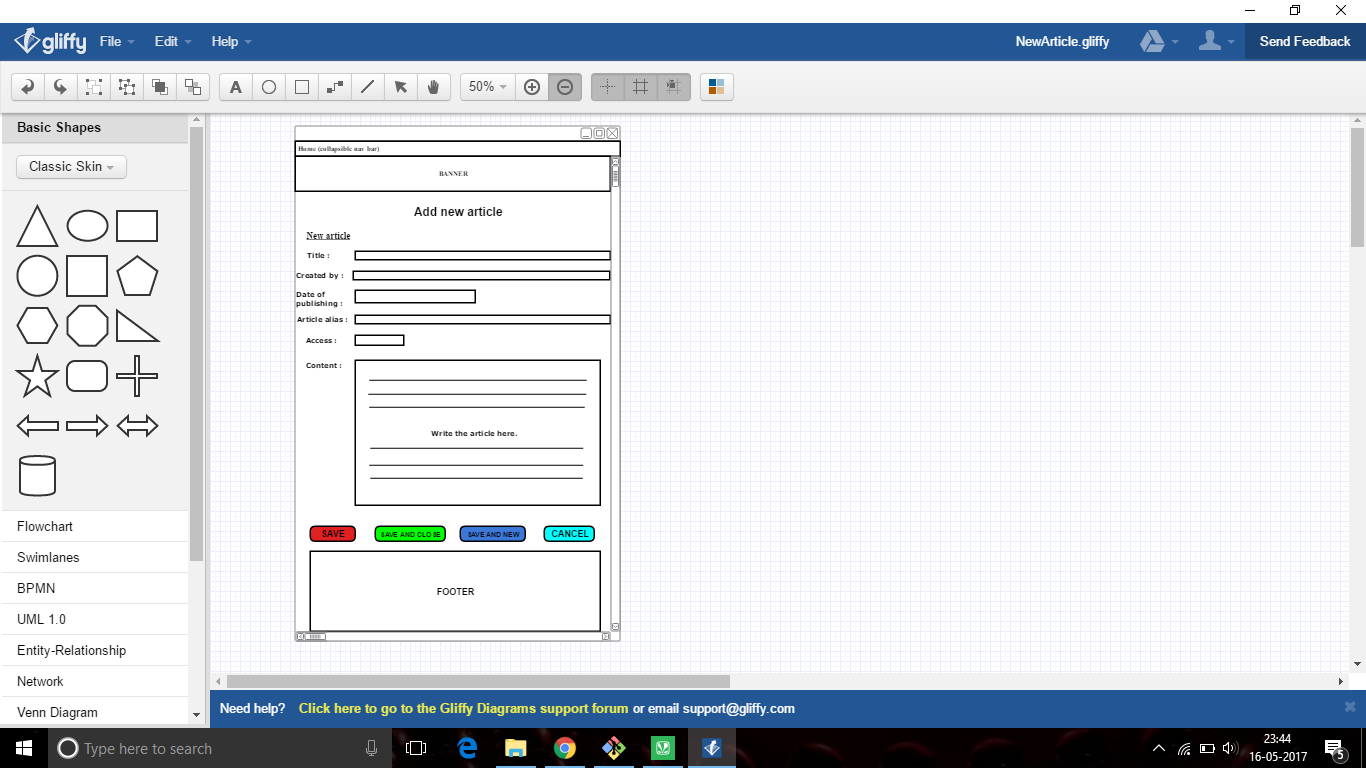 gliffy File Edit Help NewArticle.gliffy Send Feedback
A 50%
Basic Shapes
Classic Skin
Flowchart
Swimlanes
BPMN
UML 1.0
Entity-Relationship
Network
Venn Diagram
Home (collapsible nav bar)
BANNER
Add new article
New article
Title :
Created by :
Date of
publishing :
Article alias :
Access :
Content :
Write the article here.
SAVE SAVE AND CLOSE SAVE AND NEW CANCEL
FOOTER
Need help? Click here to go to the Gliffy Diagrams support forum or email support@gliffy.com
Type here to search
23:44
16-05-2017
5